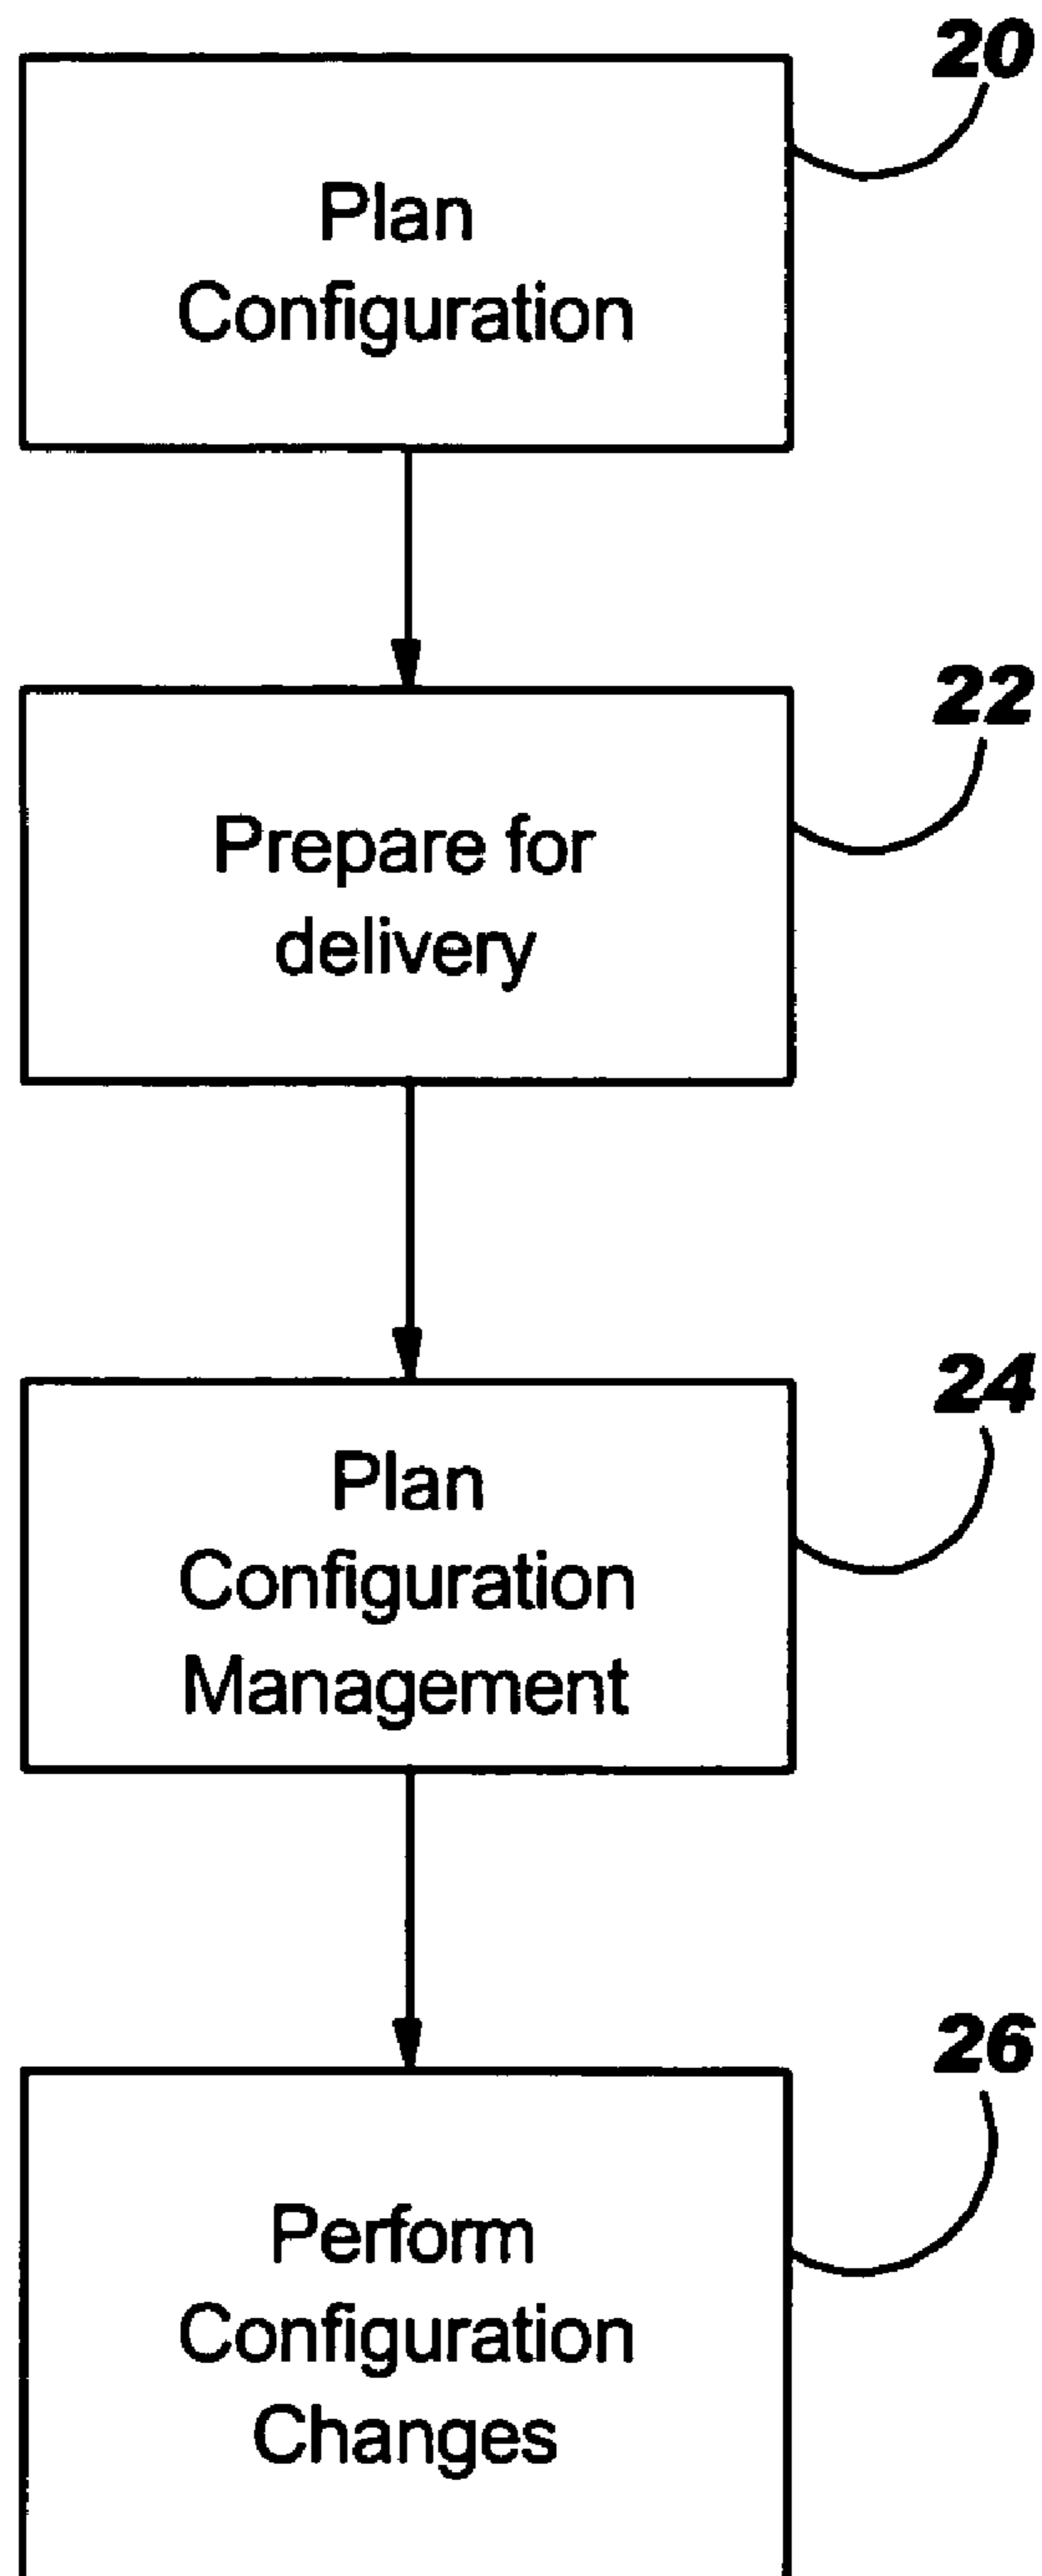 20
Plan
Configuration
22
Prepare for
delivery
24
Plan
Configuration
Management
26
Perform
Configuration
Changes